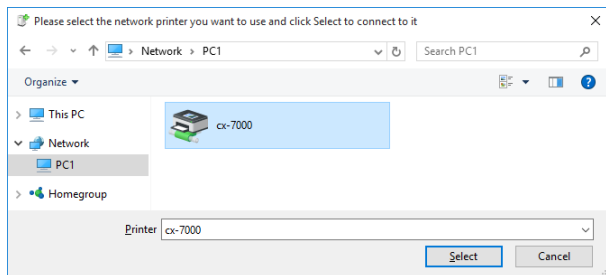 Please select the network printer you want to use and click Select to connect to it
Network > PC1
Search PC1
Organize
This PC
cx-7000
Network
PC1
Homegroup
Printer cx-7000
Select Cancel